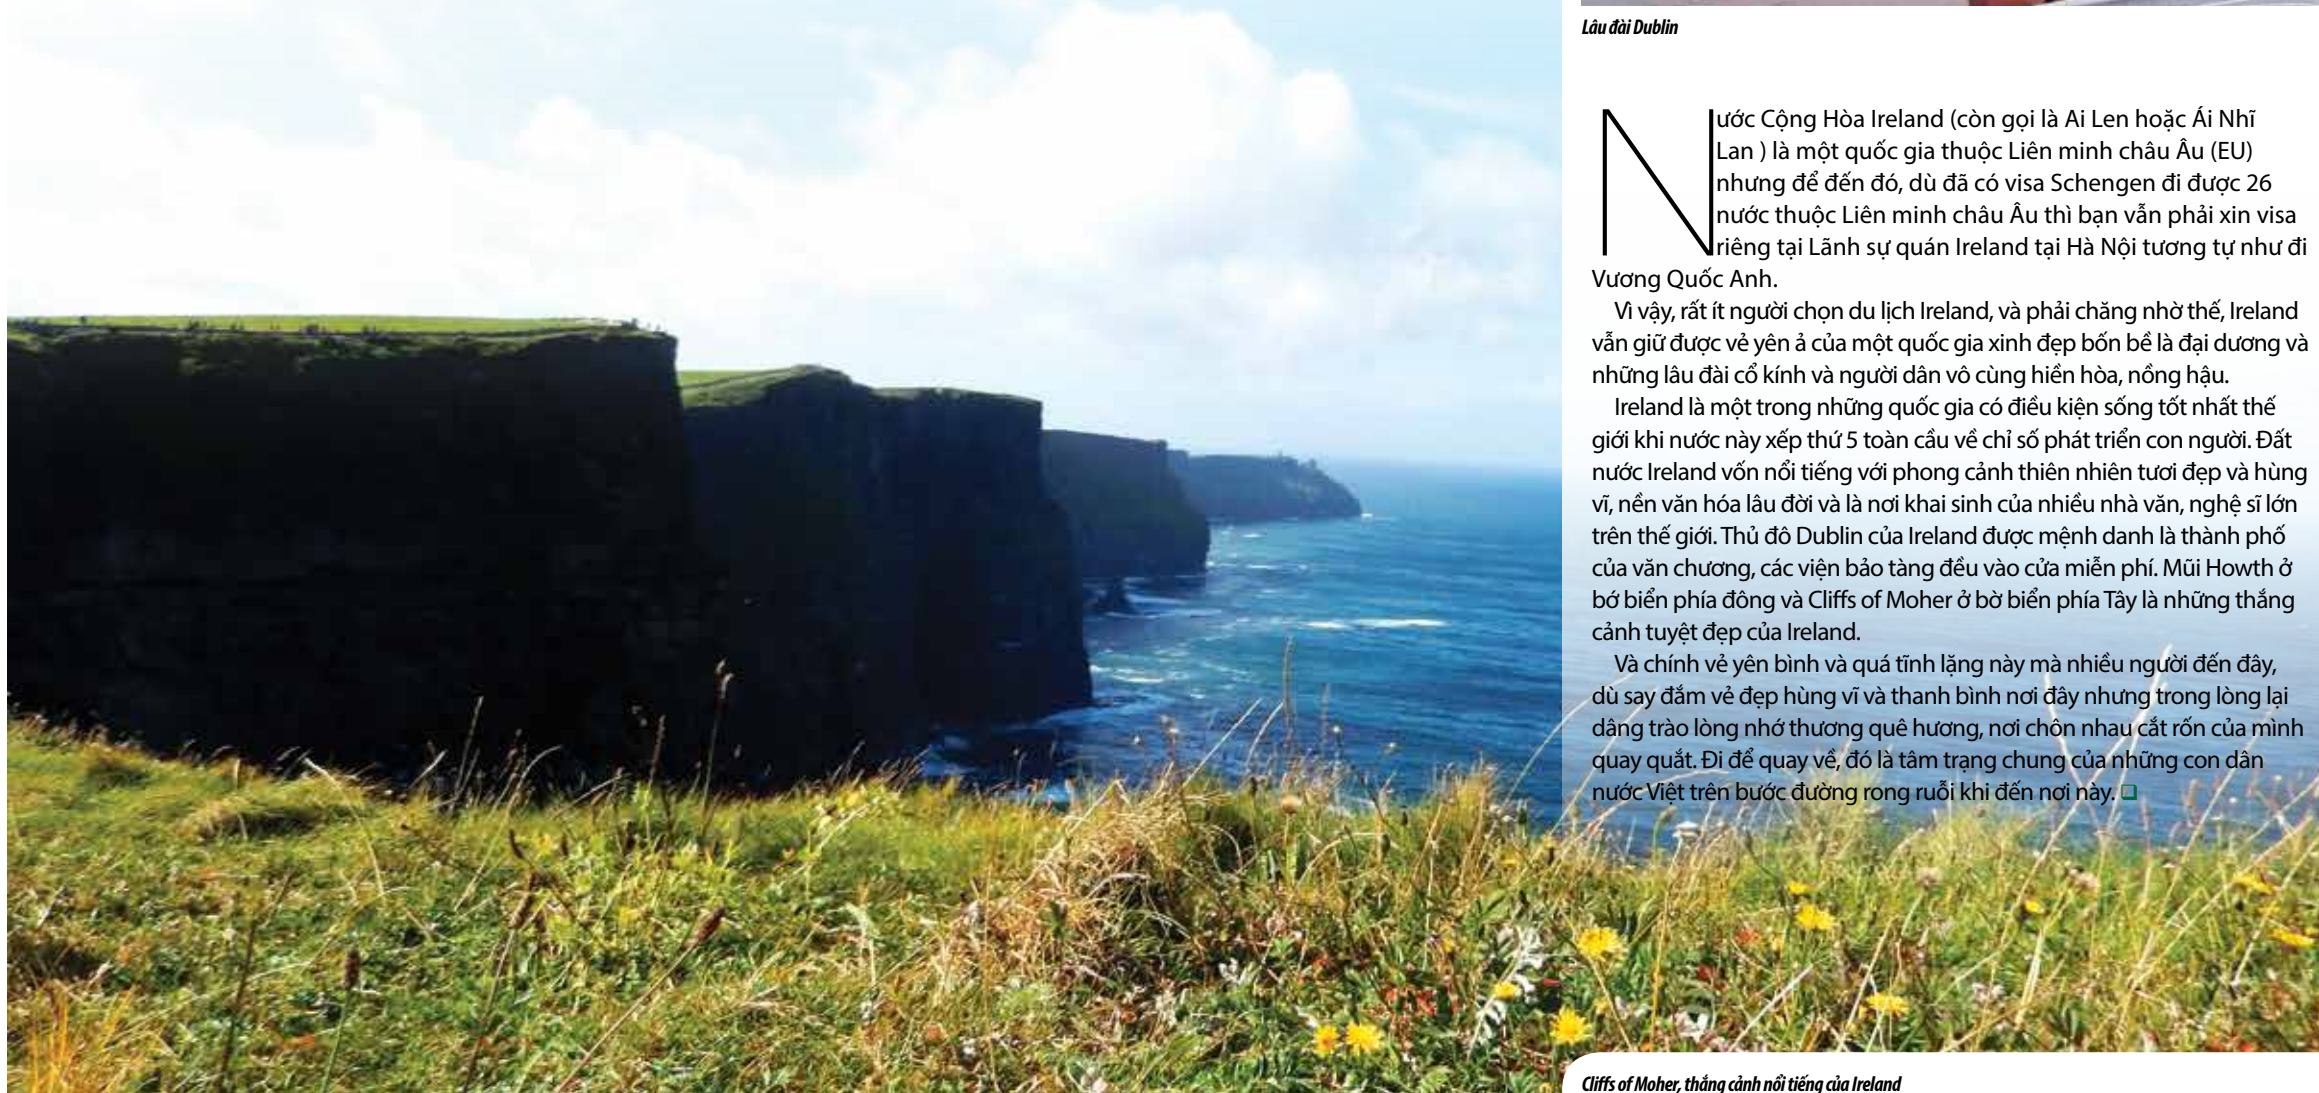 Lâu đài Dublin
Nước Cộng Hòa Ireland (còn gọi là Ai Len hoặc Ái Nhĩ
Lan ) là một quốc gia thuộc Liên minh châu Âu (EU)
nhưng để đến đó, dù đã có visa Schengen đi được 26
nước thuộc Liên minh châu Âu thì bạn vẫn phải xin visa
riêng tại Lãnh sự quán Ireland tại Hà Nội tương tự như đi
Vương Quốc Anh.
Vì vậy, rất ít người chọn du lịch Ireland, và phải chăng nhờ thế, Ireland
vẫn giữ được vẻ yên ả của một quốc gia xinh đẹp bốn bề là đại dương và
những lâu đài cổ kính và người dân vô cùng hiền hòa, nồng hậu.
Ireland là một trong những quốc gia có điều kiện sống tốt nhất thế
giới khi nước này xếp thứ 5 toàn cầu về chỉ số phát triển con người. Đất
nước Ireland vốn nổi tiếng với phong cảnh thiên nhiên tươi đẹp và hùng
vĩ, nền văn hóa lâu đời và là nơi khai sinh của nhiều nhà văn, nghệ sĩ lớn
trên thế giới. Thủ đô Dublin của Ireland được mệnh danh là thành phố
của văn chương, các viện bảo tàng đều vào cửa miễn phí. Mũi Howth ở
bớ biển phía đông và Cliffs of Moher ở bờ biển phía Tây là những thắng
cảnh tuyệt đẹp của Ireland.
Và chính vẻ yên bình và quá tĩnh lặng này mà nhiều người đến đây,
dù say đắm vẻ đẹp hùng vĩ và thanh bình nơi đây nhưng trong lòng lại
dâng trào lòng nhớ thương quê hương, nơi chôn nhau cắt rốn của mình
quay quắt. Đi để quay về, đó là tâm trạng chung của những con dân
nước Việt trên bước đường rong ruỗi khi đến nơi này. ❑
Cliffs of Moher, thắng cảnh nổi tiếng của Ireland